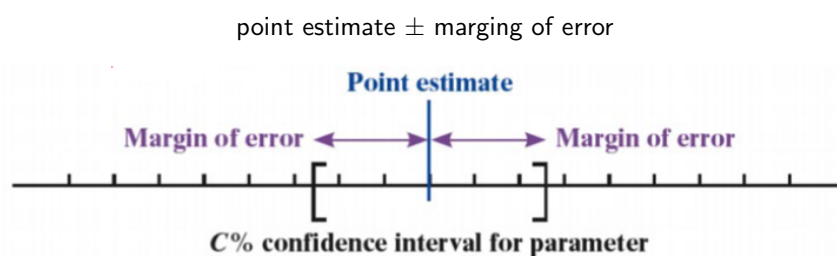 point estimate ± marging of error
Point estimate
Margin of error Margin of error
C% confidence interval for parameter